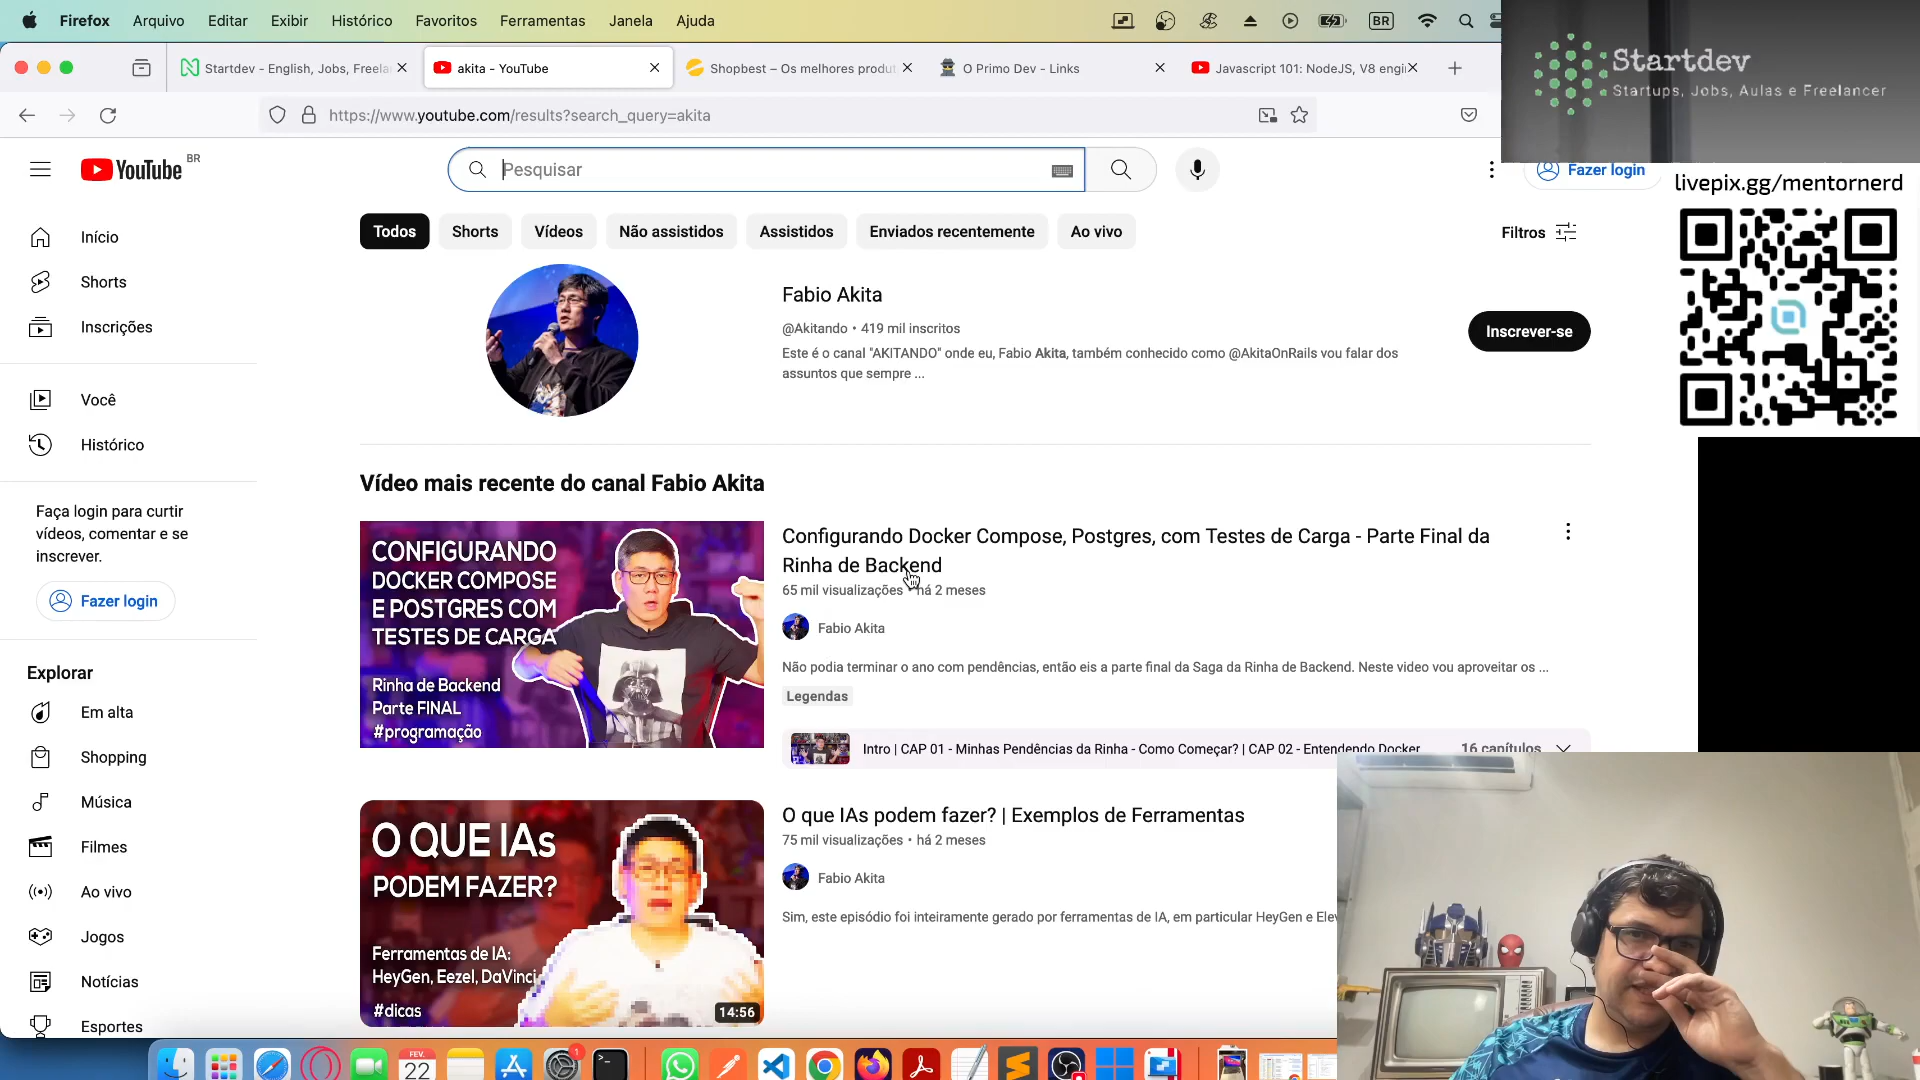 Firefox Arquivo Editar Exibir Histórico Favoritos Ferramentas Janela Ajuda BR
Startdev - English, Jobs, Freela
akita - YouTube
Shopbest – Os melhores produt
O Primo Dev - Links
Javascript 101: NodeJS, V8 engi
https://www.youtube.com/results?search_query=akita
Startdev
Startups, Jobs, Aulas e Freelancer
YouTube BR
Pesquisar
Fazer login
livepix.gg/mentornerd
Início
Shorts
Inscrições
Você
Histórico
Faça login para curtir
vídeos, comentar e se
inscrever.
Fazer login
Explorar
Em alta
Shopping
Música
Filmes
Ao vivo
Jogos
Notícias
Esportes
Todos Shorts Vídeos Não assistidos Assistidos Enviados recentemente Ao vivo
Filtros
Fabio Akita
@Akitando • 419 mil inscritos
Este é o canal "AKITANDO" onde eu, Fabio Akita, também conhecido como @AkitaOnRails vou falar dos
assuntos que sempre ...
Inscrever-se
Vídeo mais recente do canal Fabio Akita
CONFIGURANDO
DOCKER COMPOSE
E POSTGRES COM
TESTES DE CARGA
Rinha de Backend
Parte FINAL
#programação
Configurando Docker Compose, Postgres, com Testes de Carga - Parte Final da
Rinha de Backend
65 mil visualizações • há 2 meses
Fabio Akita
Não podia terminar o ano com pendências, então eis a parte final da Saga da Rinha de Backend. Neste video vou aproveitar os ...
Legendas
Intro | CAP 01 - Minhas Pendências da Rinha - Como Começar? | CAP 02 - Entendendo Docker
16 capítulos
O QUE IAs
PODEM FAZER?
Ferramentas de IA:
HeyGen, Eezel, DaVinci
#dicas
14:56
O que IAs podem fazer? | Exemplos de Ferramentas
75 mil visualizações • há 2 meses
Fabio Akita
Sim, este episódio foi inteiramente gerado por ferramentas de IA, em particular HeyGen e Elev
FEV.
22
1